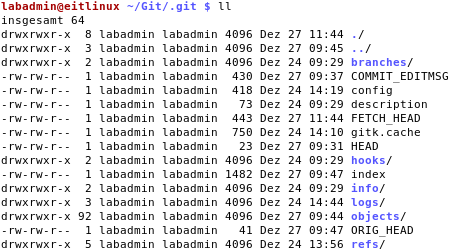 labadmin@eitlinux ~/Git/.git $ ll
insgesamt 64
drwxrwxr-x  8 labadmin labadmin 4096 Dez 27 11:44 ./
drwxrwxr-x  3 labadmin labadmin 4096 Dez 27 09:45 ../
drwxrwxr-x  2 labadmin labadmin 4096 Dez 24 09:29 branches/
-rw-rw-r--  1 labadmin labadmin  430 Dez 27 09:37 COMMIT_EDITMSG
-rw-rw-r--  1 labadmin labadmin  418 Dez 24 14:19 config
-rw-rw-r--  1 labadmin labadmin   73 Dez 24 09:29 description
-rw-rw-r--  1 labadmin labadmin  443 Dez 27 11:44 FETCH_HEAD
-rw-rw-r--  1 labadmin labadmin  750 Dez 24 14:10 gitk.cache
-rw-rw-r--  1 labadmin labadmin   23 Dez 27 09:31 HEAD
drwxrwxr-x  2 labadmin labadmin 4096 Dez 24 09:29 hooks/
-rw-rw-r--  1 labadmin labadmin 1482 Dez 27 09:47 index
drwxrwxr-x  2 labadmin labadmin 4096 Dez 24 09:29 info/
drwxrwxr-x  3 labadmin labadmin 4096 Dez 24 14:44 logs/
drwxrwxr-x 92 labadmin labadmin 4096 Dez 27 09:44 objects/
-rw-rw-r--  1 labadmin labadmin   41 Dez 27 09:47 ORIG_HEAD
drwxrwxr-x  5 labadmin labadmin 4096 Dez 24 13:56 refs/